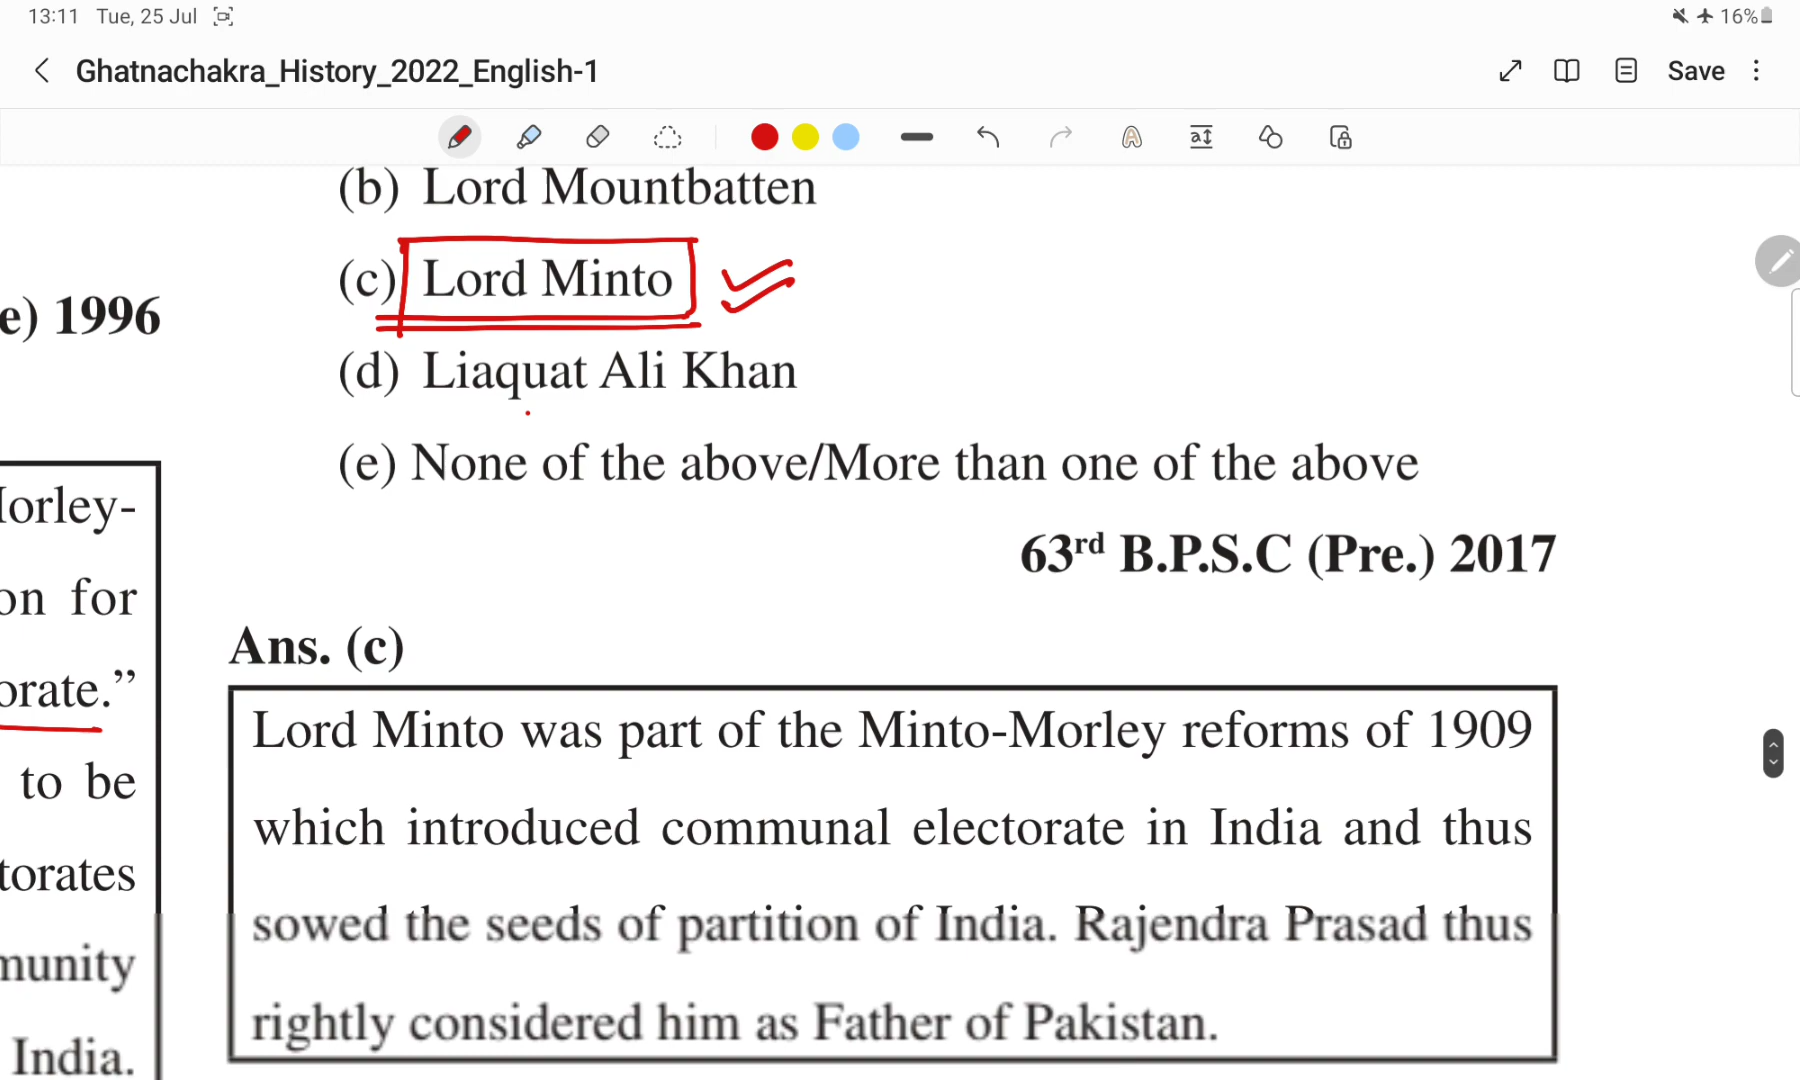 13:11 Tue, 25 Jul
16%
Ghatnachakra_History_2022_English-1
Save
(b) Lord Mountbatten
(c) Lord Minto
(d) Liaquat Ali Khan
(e) None of the above/More than one of the above
63rd B.P.S.C (Pre.) 2017
Ans. (c)
Lord Minto was part of the Minto-Morley reforms of 1909
which introduced communal electorate in India and thus
sowed the seeds of partition of India. Rajendra Prasad thus
rightly considered him as Father of Pakistan.
e) 1996
orley-
on for
orate.”
to be
torates
munity
India.